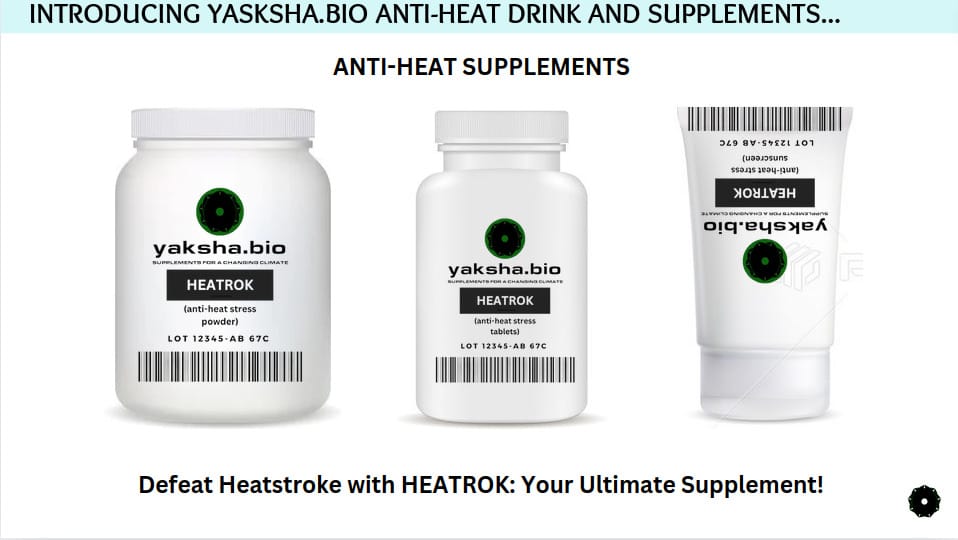 INTRODUCING YASKSHA.BIO ANTI-HEAT DRINK AND SUPPLEMENTS...
ANTI-HEAT SUPPLEMENTS
yaksha.bio
SUPPLEMENTS FOR A CHANGING CLIMATE
HEATROK
(anti-heat stress
powder)
LOT 12345-AB 67C
yaksha.bio
SUPPLEMENTS FOR A CHANGING CLIMATE
HEATROK
(anti-heat stress
tablets)
LOT 12345-AB 67C
yaksha.bio
SUPPLEMENTS FOR A CHANGING CLIMATE
HEATROK
(anti-heat stress
sunscreen)
LOT 12345-AB 67C
Defeat Heatstroke with HEATROK: Your Ultimate Supplement!